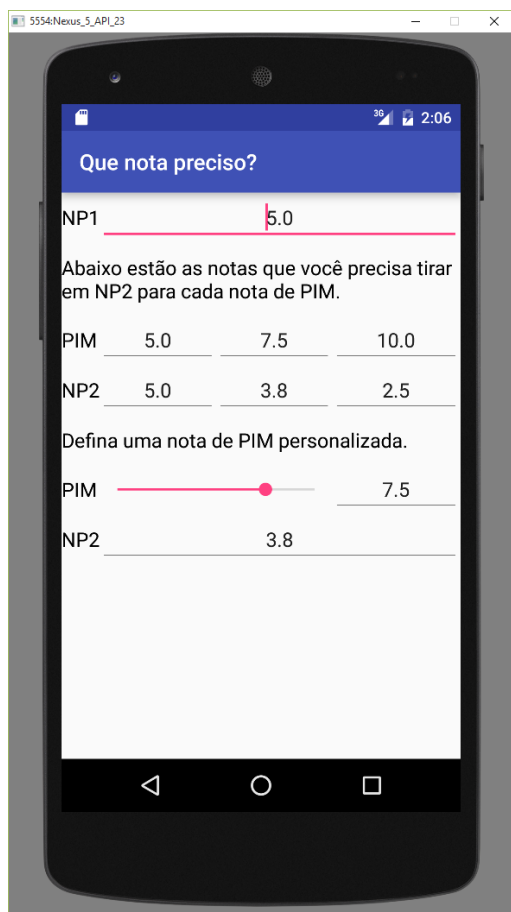 5554:Nexus_5_API_23
3G 2:06
Que nota preciso?
NP1 5.0
Abaixo estão as notas que você precisa tirar
em NP2 para cada nota de PIM.
PIM 5.0 7.5 10.0
NP2 5.0 3.8 2.5
Defina uma nota de PIM personalizada.
PIM 7.5
NP2 3.8